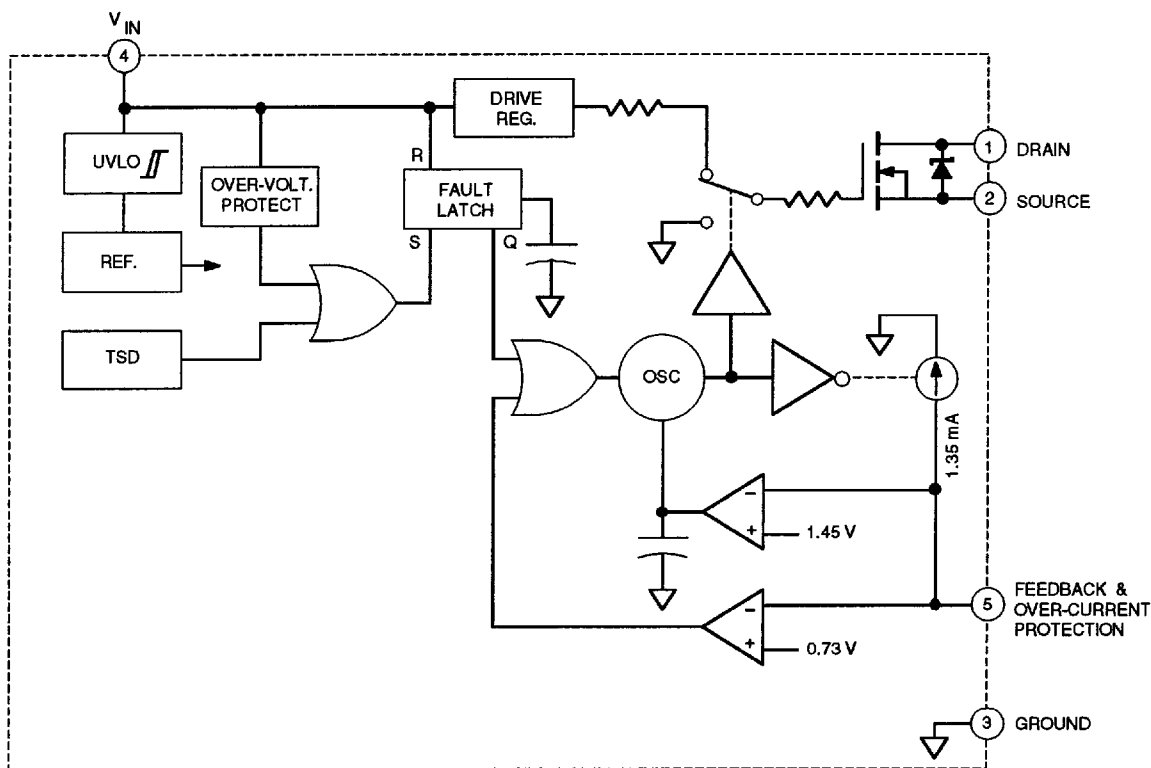 V IN
4
DRIVE
REG.
UVLO
OVER-VOLT.
PROTECT
R
FAULT
LATCH
S
Q
1
DRAIN
2
SOURCE
REF.
TSD
OSC
1.35 mA
–
+
1.45 V
–
+
0.73 V
5
FEEDBACK &
OVER-CURRENT
PROTECTION
3
GROUND